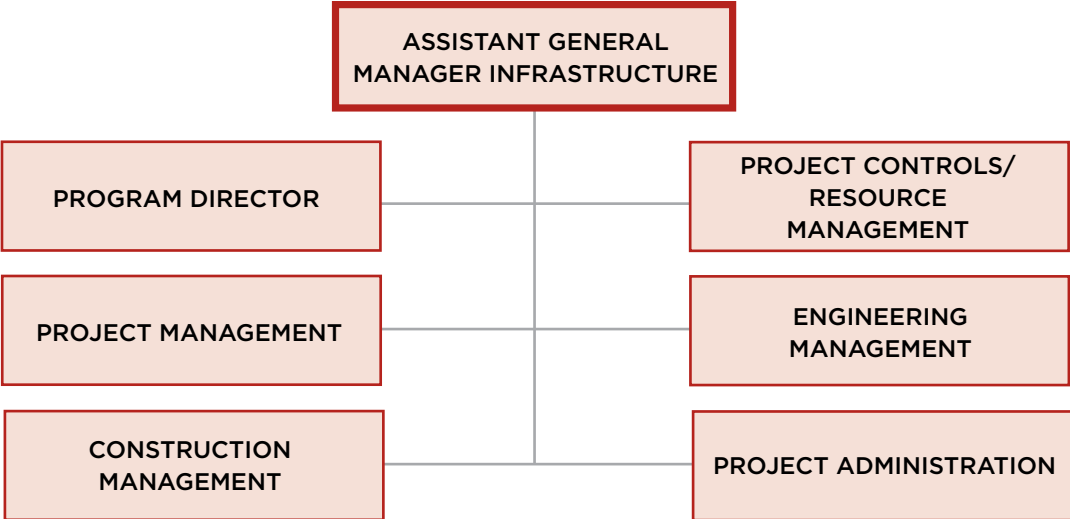 ASSISTANT GENERAL
MANAGER INFRASTRUCTURE
PROGRAM DIRECTOR
PROJECT CONTROLS/
RESOURCE
MANAGEMENT
PROJECT MANAGEMENT
ENGINEERING
MANAGEMENT
CONSTRUCTION
MANAGEMENT
PROJECT ADMINISTRATION